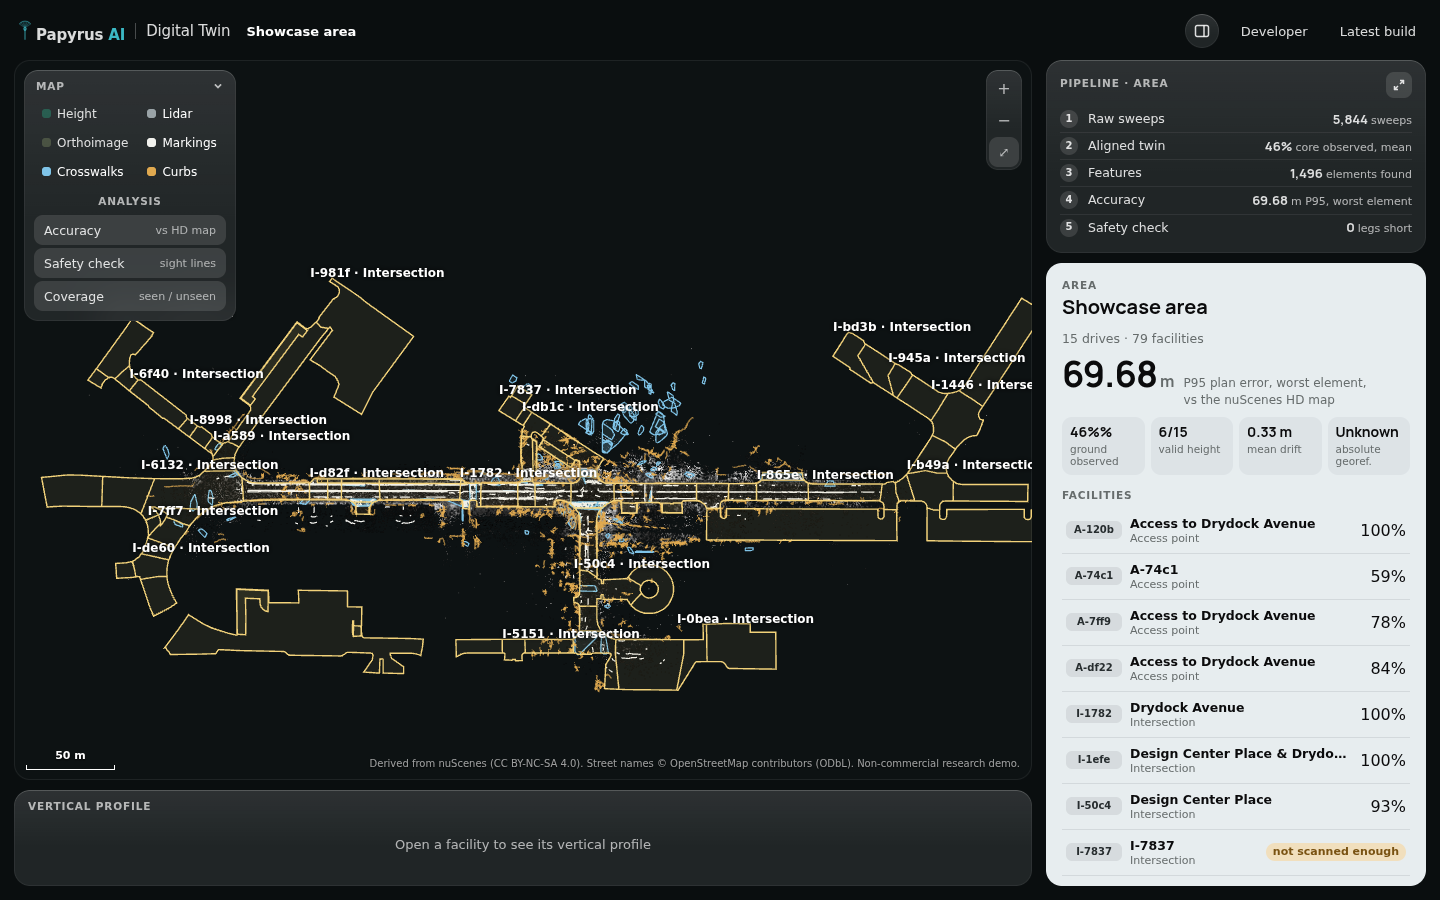 Papyrus AI
Digital Twin
Showcase area
Developer
Latest build
MAP
Height
Lidar
Orthoimage
Markings
Crosswalks
Curbs
ANALYSIS
Accuracy vs HD map
Safety check sight lines
Coverage seen / unseen
+
−
I-981f · Intersection
I-bd3b · Intersection
I-945a · Intersection
I-6f40 · Intersection
I-1446 · Interse
I-7837 · Intersection
I-db1c · Intersection
I-8998 · Intersection
I-a589 · Intersection
I-6132 · Intersection
I-d82f · Intersection
I-1782 · Intersection
I-865e · Intersection
I-b49a · Intersectic
I-7ff7 · Intersection
I-de60 · Intersection
I-50c4 · Intersection
I-0bea · Intersection
I-5151 · Intersection
50 m
Derived from nuScenes (CC BY-NC-SA 4.0). Street names © OpenStreetMap contributors (ODbL). Non-commercial research demo.
VERTICAL PROFILE
Open a facility to see its vertical profile
PIPELINE · AREA
1 Raw sweeps 5,844 sweeps
2 Aligned twin 46% core observed, mean
3 Features 1,496 elements found
4 Accuracy 69.68 m P95, worst element
5 Safety check 0 legs short
AREA
Showcase area
15 drives · 79 facilities
69.68 m P95 plan error, worst element,
vs the nuScenes HD map
46%% ground observed
6/15 valid height
0.33 m mean drift
Unknown absolute georef.
FACILITIES
A-120b Access to Drydock Avenue 100%
Access point
A-74c1 A-74c1 59%
Access point
A-7ff9 Access to Drydock Avenue 78%
Access point
A-df22 Access to Drydock Avenue 84%
Access point
I-1782 Drydock Avenue 100%
Intersection
I-1efe Design Center Place & Drydo... 100%
Intersection
I-50c4 Design Center Place 93%
Intersection
I-7837 I-7837 not scanned enough
Intersection